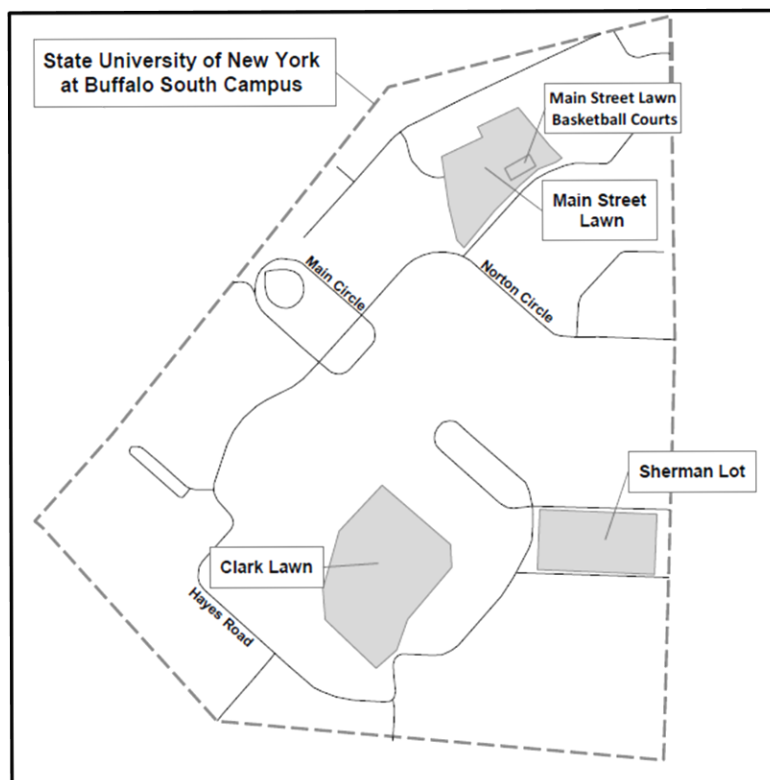 State University of New York
at Buffalo South Campus
Main Street Lawn
Basketball Courts
Main Street
Lawn
Main Circle
Norton Circle
Sherman Lot
Clark Lawn
Hayes Road